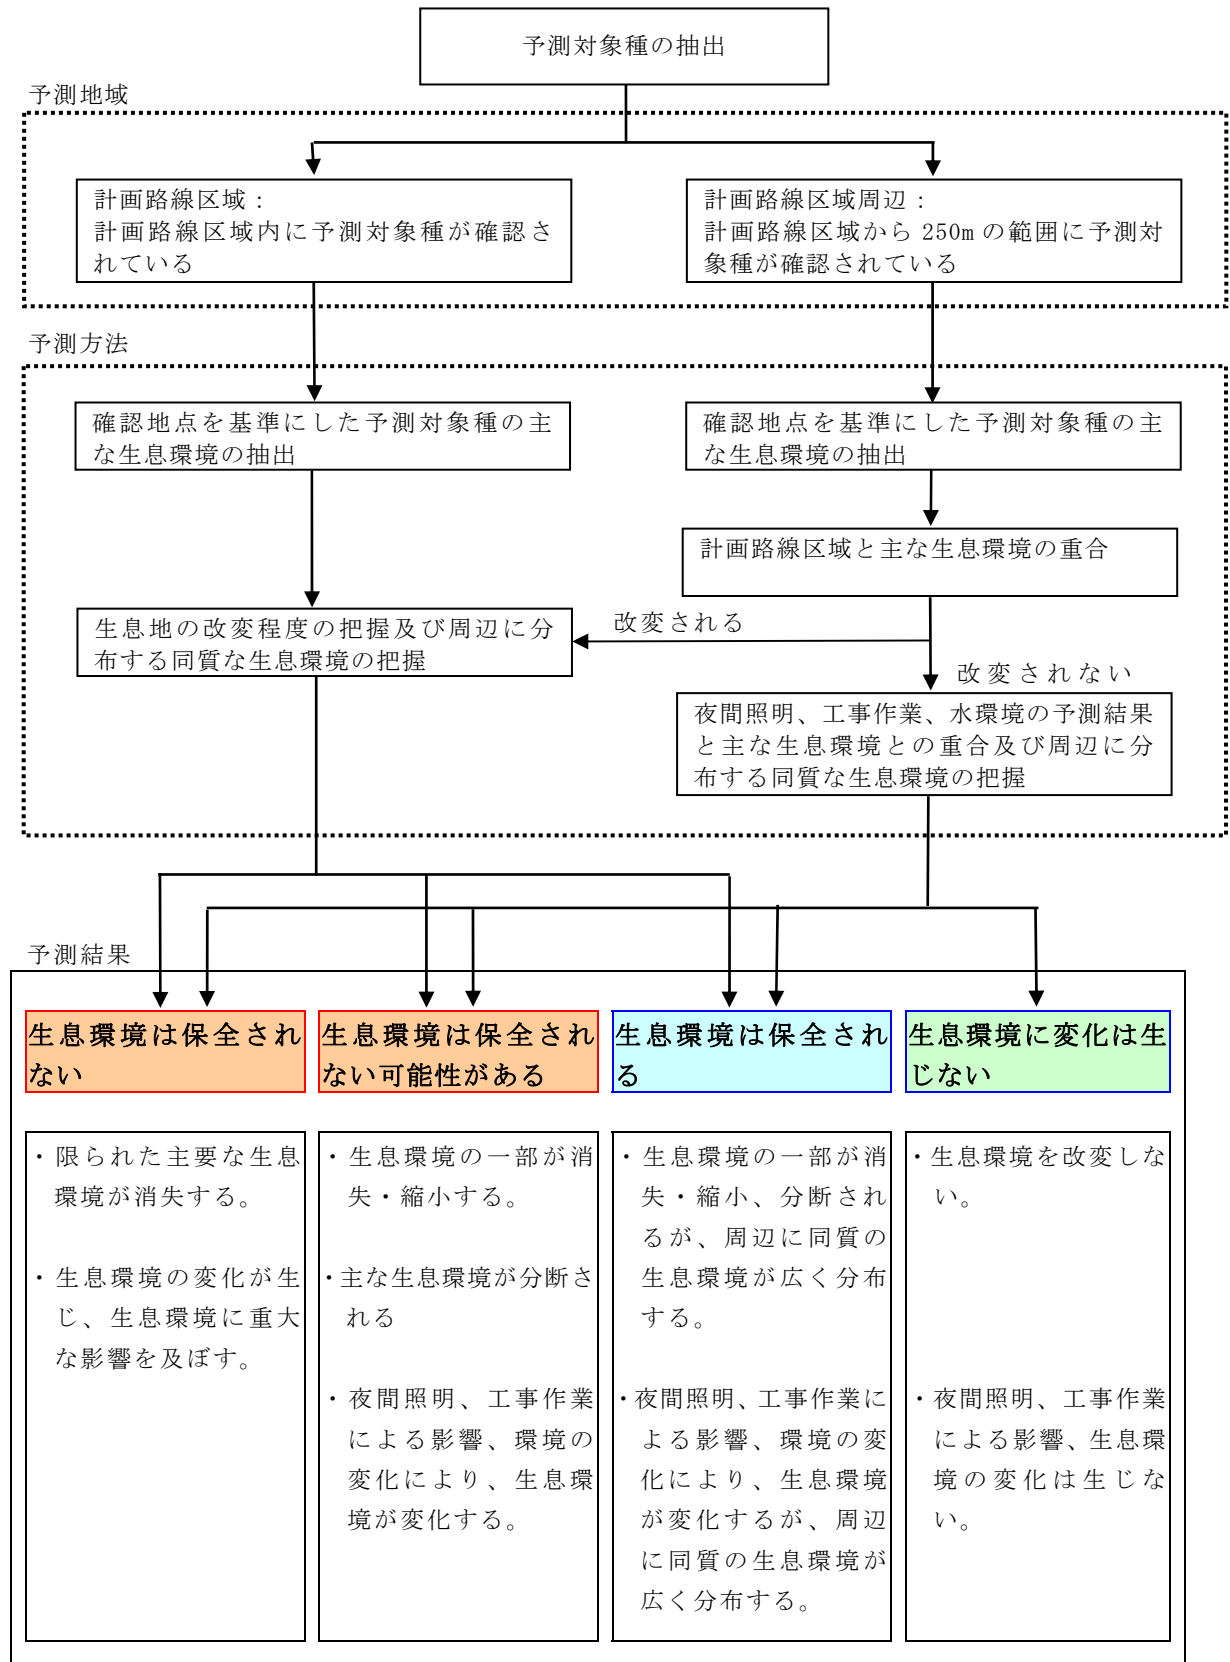 予測対象種の抽出
予測地域
計画路線区域：
計画路線区域内に予測対象種が確認さ
れている
計画路線区域周辺：
計画路線区域から 250m の範囲に予測対
象種が確認されている
予測方法
確認地点を基準にした予測対象種の主
な生息環境の抽出
確認地点を基準にした予測対象種の主
な生息環境の抽出
計画路線区域と主な生息環境の重合
生息地の改変程度の把握及び周辺に分
布する同質な生息環境の把握
改変される
改変されない
夜間照明、工事作業、水環境の予測結果
と主な生息環境との重合及び周辺に分
布する同質な生息環境の把握
予測結果
生息環境は保全され
ない
生息環境は保全され
ない可能性がある
生息環境は保全され
る
生息環境に変化は生
じない
・限られた主要な生息
環境が消失する。
・生息環境の変化が生
じ、生息環境に重大
な影響を及ぼす。
・生息環境の一部が消
失・縮小する。
・主な生息環境が分断さ
れる
・夜間照明、工事作業
による影響、環境の
変化により、生息環
境が変化する。
・生息環境の一部が消
失・縮小、分断され
るが、周辺に同質の
生息環境が広く分布
する。
・夜間照明、工事作業に
よる影響、環境の変
化により、生息環境
が変化するが、周辺
に同質の生息環境が
広く分布する。
・生息環境を改変しな
い。
・夜間照明、工事作業
による影響、生息環
境の変化は生じな
い。